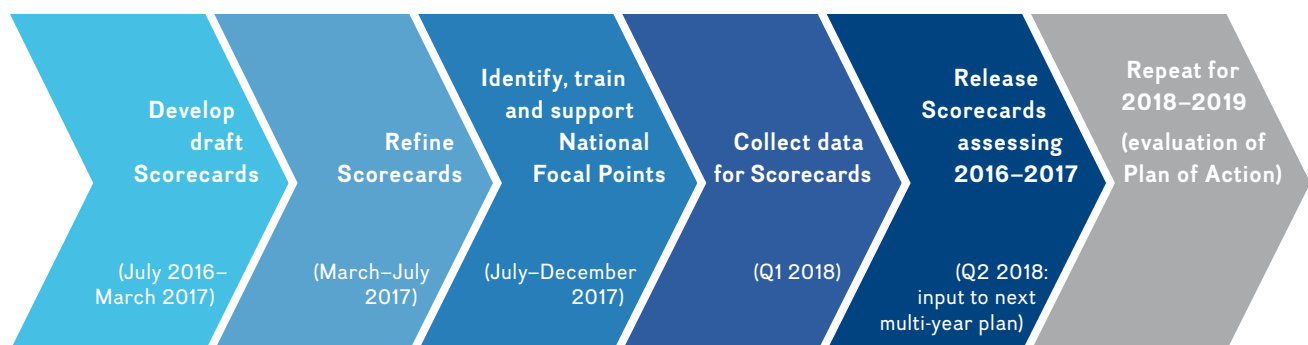 Develop
draft
Scorecards
(July 2016–
March 2017)
Refine
Scorecards
(March–July
2017)
Identify, train
and support
National
Focal Points
(July–December
2017)
Collect data
for Scorecards
(Q1 2018)
Release
Scorecards
assessing
2016–2017
(Q2 2018:
input to next
multi-year plan)
Repeat for
2018–2019
(evaluation of
Plan of Action)